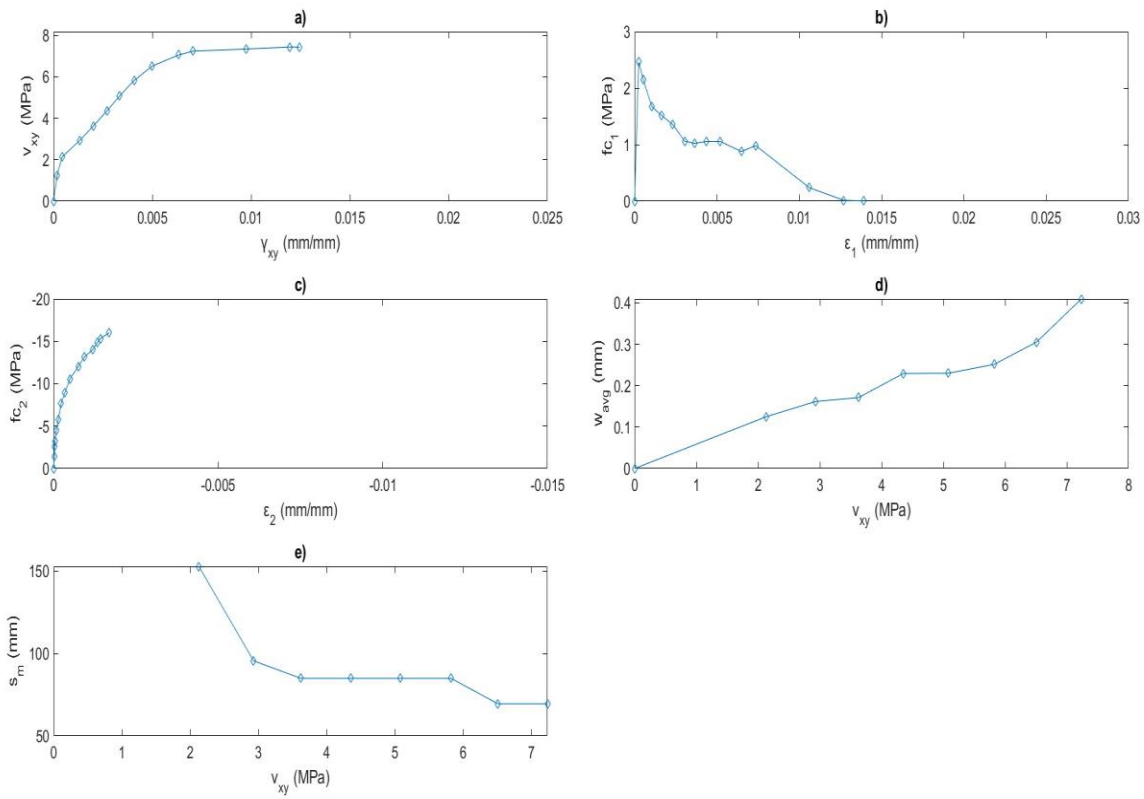 a)
8
6
4
2
0
v_xy (MPa)
0 0.005 0.01 0.015 0.02 0.025
γ_xy (mm/mm)
b)
3
2
1
0
fc_1 (MPa)
0 0.005 0.01 0.015 0.02 0.025 0.03
ε_1 (mm/mm)
c)
-20
-15
-10
-5
0
fc_2 (MPa)
0 -0.005 -0.01 -0.015
ε_2 (mm/mm)
d)
0.4
0.3
0.2
0.1
0
w_avg (mm)
0 1 2 3 4 5 6 7 8
v_xy (MPa)
e)
150
100
50
s_m (mm)
0 1 2 3 4 5 6 7
v_xy (MPa)